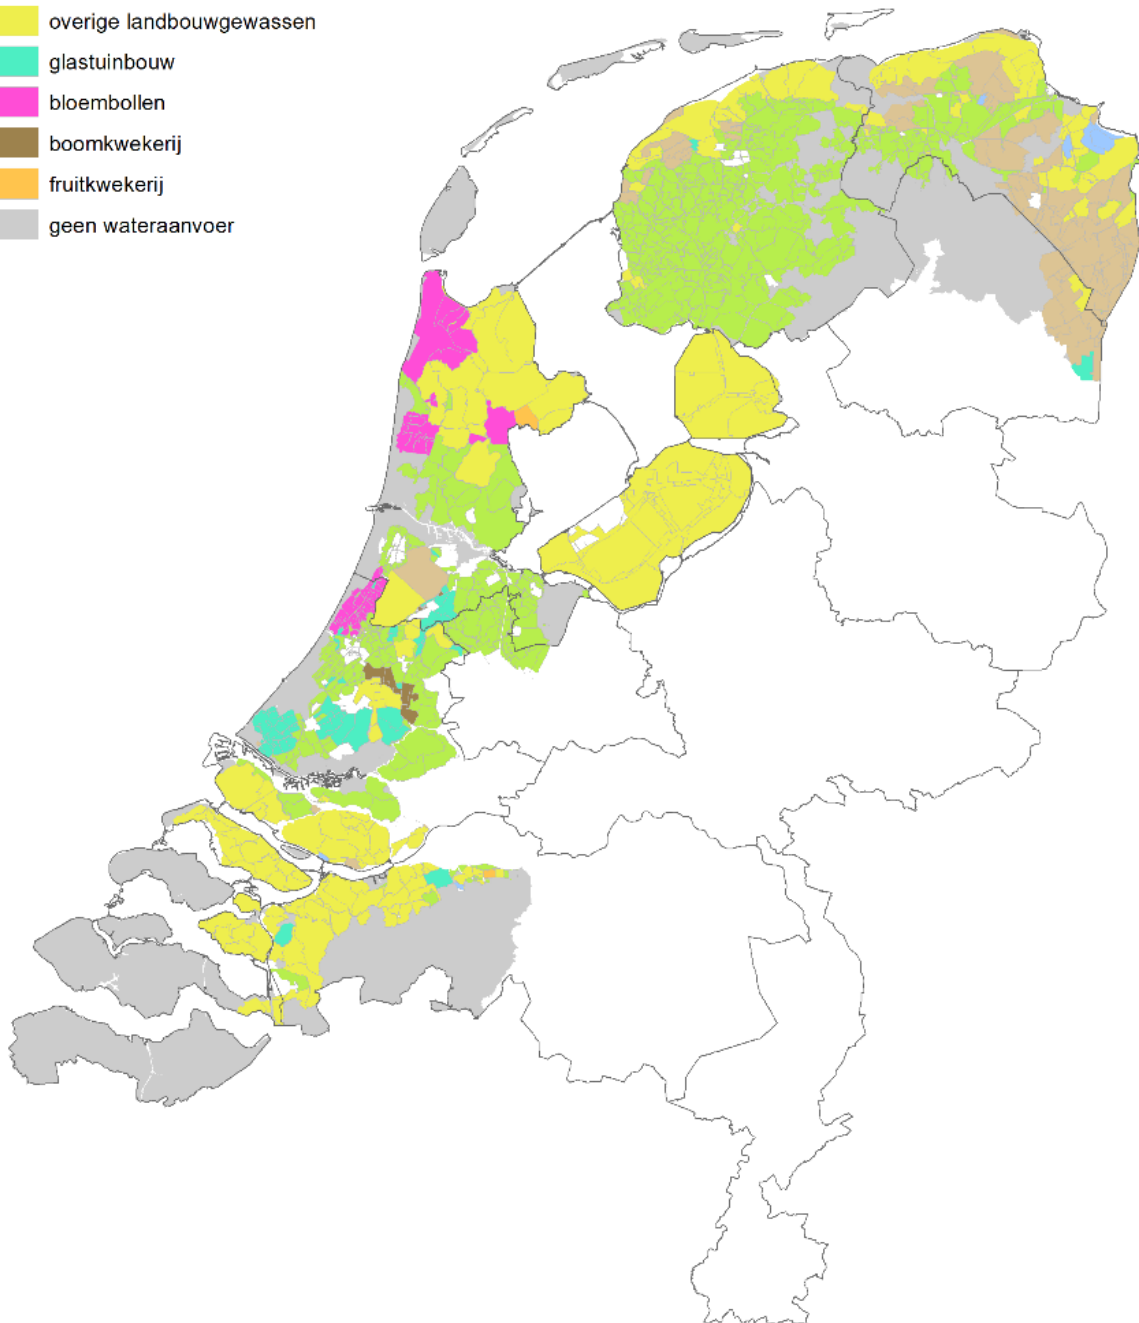 overige landbouwgewassen
glastuinbouw
bloembollen
boomkwekerij
fruitkwekerij
geen wateraanvoer